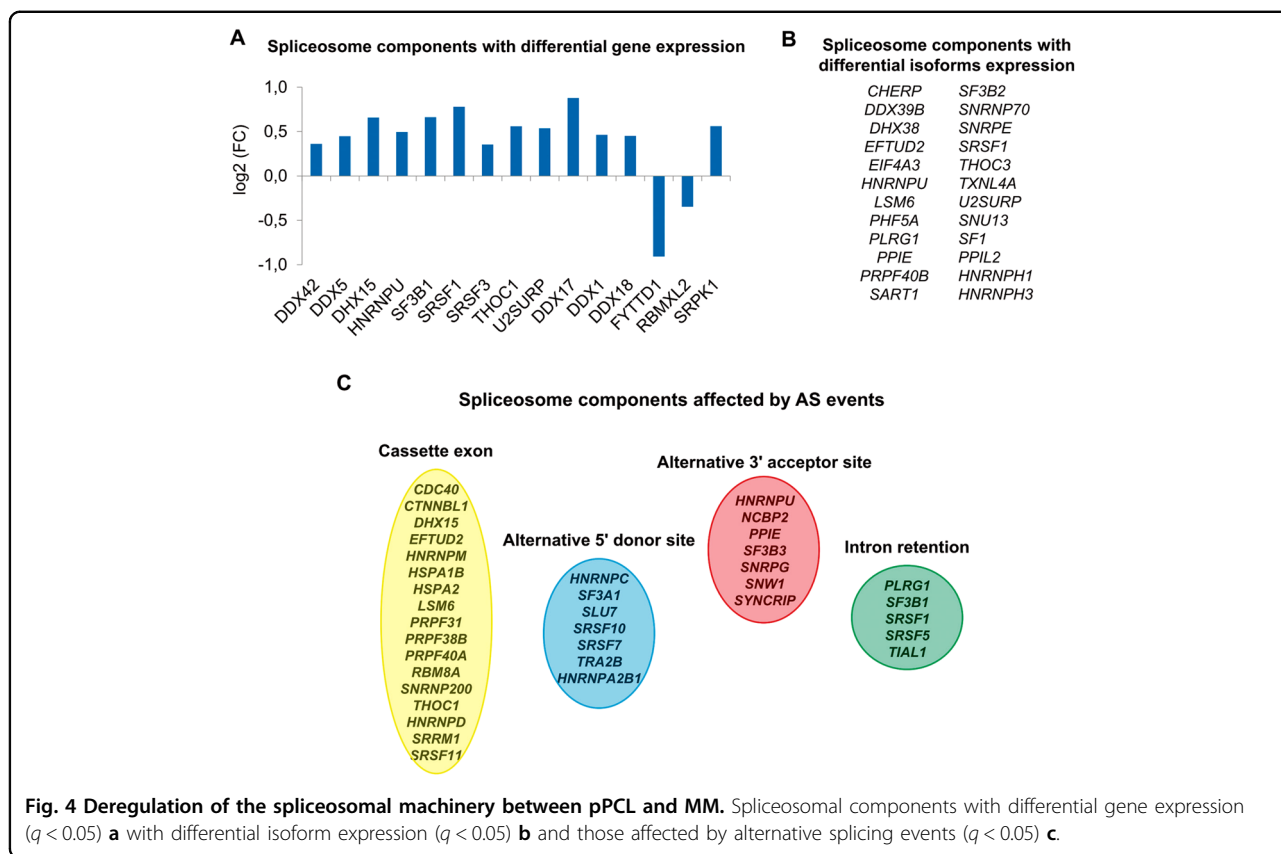 A
Spliceosome components with differential gene expression
log2 (FC)
1,0
0,5
0,0
-0,5
-1,0
DDX42
DDX5
DHX15
HNRNPU
SF3B1
SRSF1
SRSF3
THOC1
U2SURP
DDX17
DDX1
DDX18
FYTTD1
RBMXL2
SRPK1
B
Spliceosome components with
differential isoforms expression
CHERP SF3B2
DDX39B SNRNP70
DHX38 SNRPE
EFTUD2 SRSF1
EIF4A3 THOC3
HNRNPU TXNL4A
LSM6 U2SURP
PHF5A SNU13
PLRG1 SF1
PPIE PPIL2
PRPF40B HNRNPH1
SART1 HNRNPH3
C
Spliceosome components affected by AS events
Cassette exon
CDC40
CTNNBL1
DHX15
EFTUD2
HNRNPM
HSPA1B
HSPA2
LSM6
PRPF31
PRPF38B
PRPF40A
RBM8A
SNRNP200
THOC1
HNRNPD
SRRM1
SRSF11
Alternative 5' donor site
HNRNPC
SF3A1
SLU7
SRSF10
SRSF7
TRA2B
HNRNPA2B1
Alternative 3' acceptor site
HNRNPU
NCBP2
PPIE
SF3B3
SNRPG
SNW1
SYNCRIP
Intron retention
PLRG1
SF3B1
SRSF1
SRSF5
TIAL1
Fig. 4 Deregulation of the spliceosomal machinery between pPCL and MM. Spliceosomal components with differential gene expression
(q < 0.05) a with differential isoform expression (q < 0.05) b and those affected by alternative splicing events (q < 0.05) c.